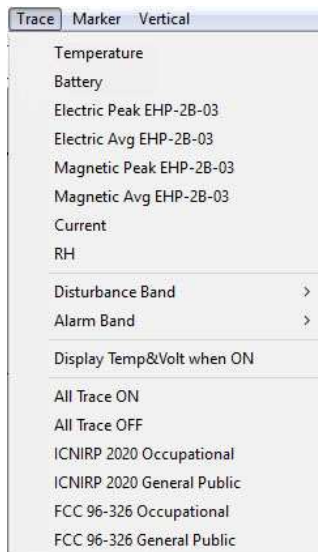 Trace Marker Vertical
Temperature
Battery
Electric Peak EHP-2B-03
Electric Avg EHP-2B-03
Magnetic Peak EHP-2B-03
Magnetic Avg EHP-2B-03
Current
RH
Disturbance Band >
Alarm Band >
Display Temp&Volt when ON
All Trace ON
All Trace OFF
ICNIRP 2020 Occupational
ICNIRP 2020 General Public
FCC 96-326 Occupational
FCC 96-326 General Public